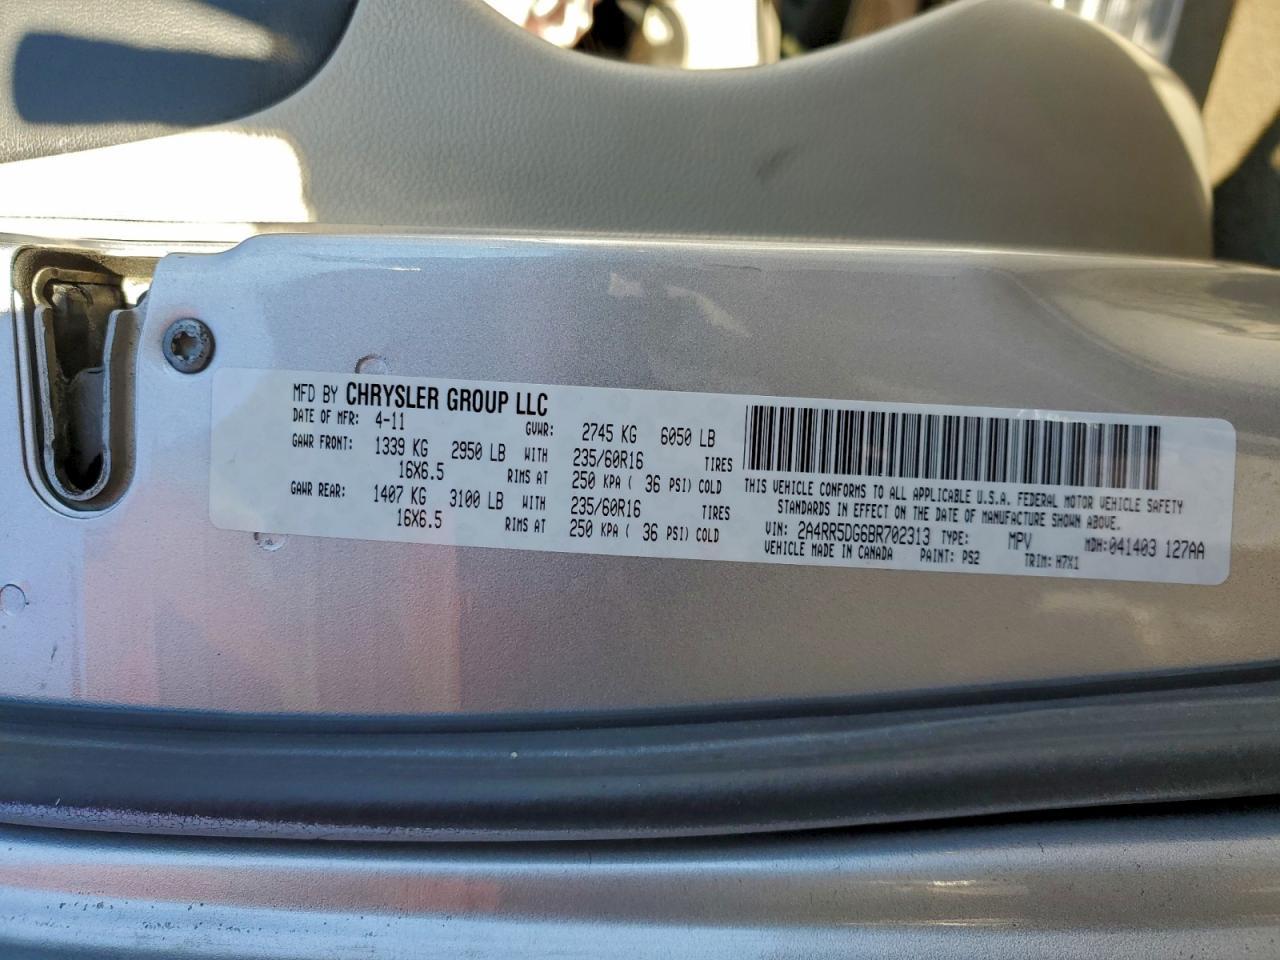 MFD BY CHRYSLER GROUP LLC
DATE OF MFR: 4-11 GVWR: 2745 KG 6050 LB
GAWR FRONT: 1339 KG 2950 LB WITH 235/60R16 TIRES
16X6.5 RIMS AT 250 KPA ( 36 PSI) COLD
GAWR REAR: 1407 KG 3100 LB WITH 235/60R16 TIRES
16X6.5 RIMS AT 250 KPA ( 36 PSI) COLD
THIS VEHICLE CONFORMS TO ALL APPLICABLE U.S.A. FEDERAL MOTOR VEHICLE SAFETY
STANDARDS IN EFFECT ON THE DATE OF MANUFACTURE SHOWN ABOVE.
VIN: 2A4RR5DG6BR702313 TYPE: MPV MDH:041403 127AA
VEHICLE MADE IN CANADA PAINT: PS2 TRIM: H7X1